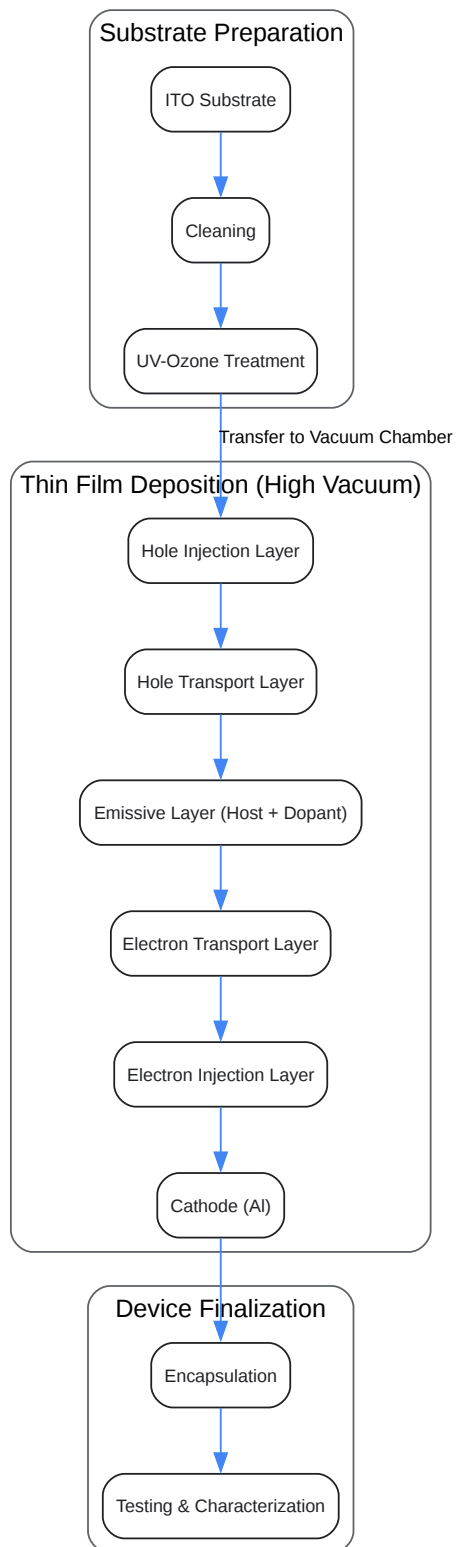 Substrate Preparation
ITO Substrate
Cleaning
UV-Ozone Treatment
Transfer to Vacuum Chamber
Thin Film Deposition (High Vacuum)
Hole Injection Layer
Hole Transport Layer
Emissive Layer (Host + Dopant)
Electron Transport Layer
Electron Injection Layer
Cathode (Al)
Device Finalization
Encapsulation
Testing & Characterization